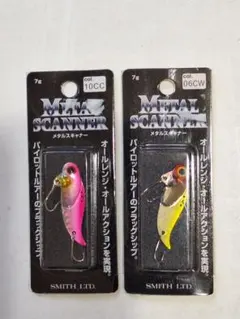 7g
col.
10CC
METAL
SCANNER
メタルスキャナー
オールレンジ・オールアクションを実現。
パイロットルアーのフラッグシップ。
SMITH LTD.
7g
col.
06CW
METAL
SCANNER
メタルスキャナー
オールレンジ・オールアクションを実現。
パイロットルアーのフラッグシップ。
SMITH LTD.